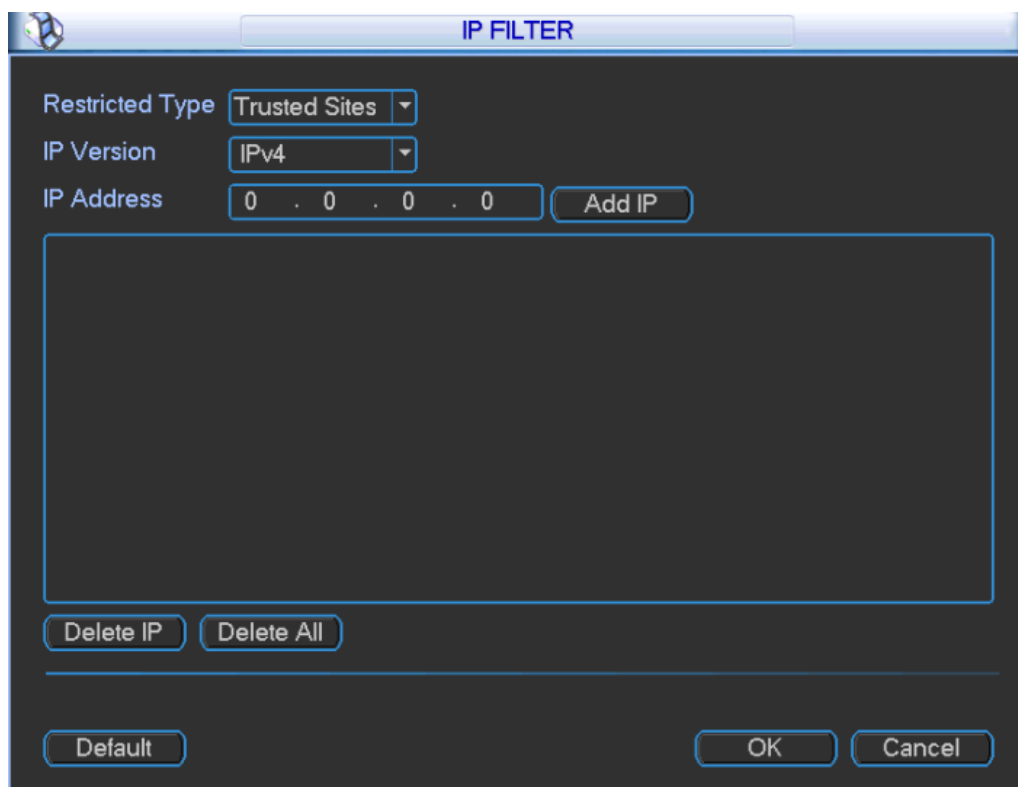 IP FILTER
Restricted Type Trusted Sites
IP Version IPv4
IP Address 0 . 0 . 0 . 0 Add IP
Delete IP Delete All
Default OK Cancel